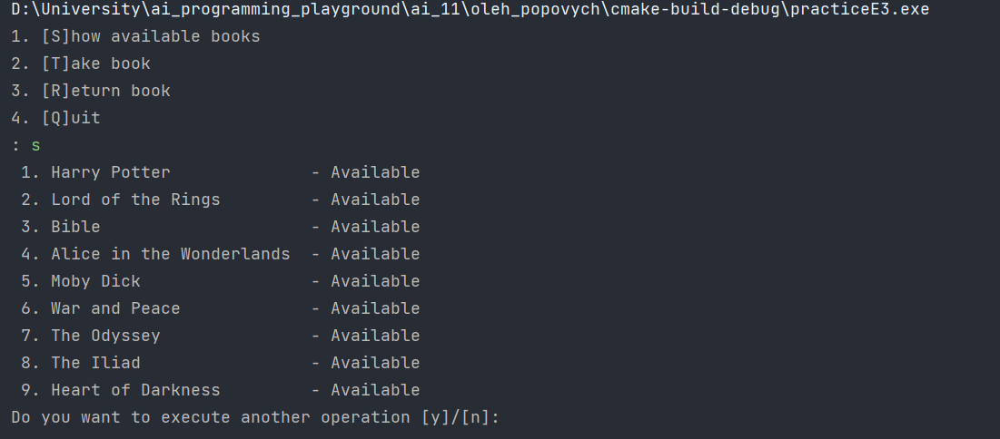 D:\University\ai_programming_playground\ai_11\oleh_popovych\cmake-build-debug\practiceE3.exe
1. [S]how available books
2. [T]ake book
3. [R]eturn book
4. [Q]uit
: s
 1. Harry Potter              - Available
 2. Lord of the Rings         - Available
 3. Bible                     - Available
 4. Alice in the Wonderlands  - Available
 5. Moby Dick                 - Available
 6. War and Peace             - Available
 7. The Odyssey               - Available
 8. The Iliad                 - Available
 9. Heart of Darkness         - Available
Do you want to execute another operation [y]/[n]: